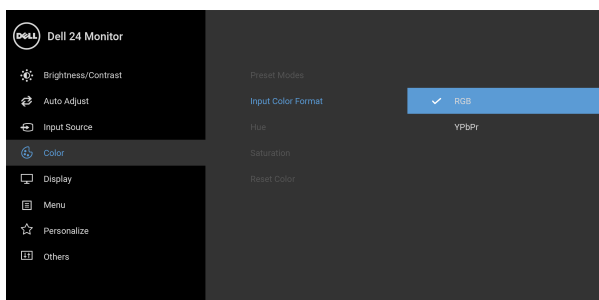 DELL Dell 24 Monitor
Brightness/Contrast Preset Modes
Auto Adjust Input Color Format RGB
Input Source Hue YPbPr
Color Saturation
Display Reset Color
Menu
Personalize
Others